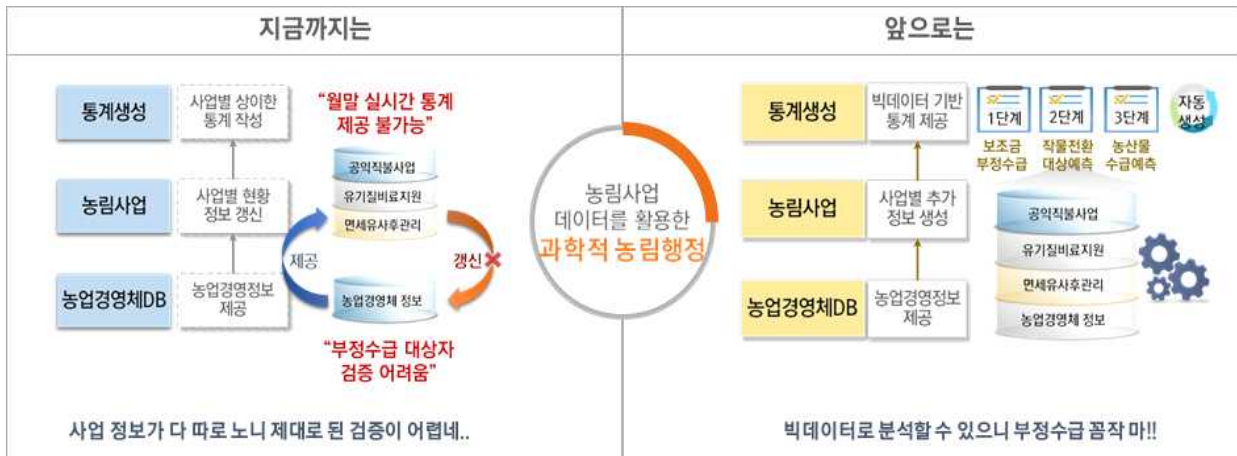 지금까지는
통계생성
사업별 상이한
통계 작성
“월말 실시간 통계
제공 불가능”
농림사업
사업별 현황
정보 갱신
공익직불사업
유기질비료지원
면세유사후관리
제공
갱신
농업경영체DB
농업경영정보
제공
농업경영체 정보
“부정수급 대상자
검증 어려움”
사업 정보가 다 따로 노니 제대로 된 검증이 어렵네..
농림사업
데이터를 활용한
과학적 농림행정
앞으로는
통계생성
빅데이터 기반
통계 제공
1단계
2단계
3단계
자동
생성
보조금
부정수급
작물전환
대상예측
농산물
수급예측
농림사업
사업별 추가
정보 생성
공익직불사업
유기질비료지원
면세유사후관리
농업경영체 정보
농업경영체DB
농업경영정보
제공
빅데이터로 분석할 수 있으니 부정수급 꼼작 마!!